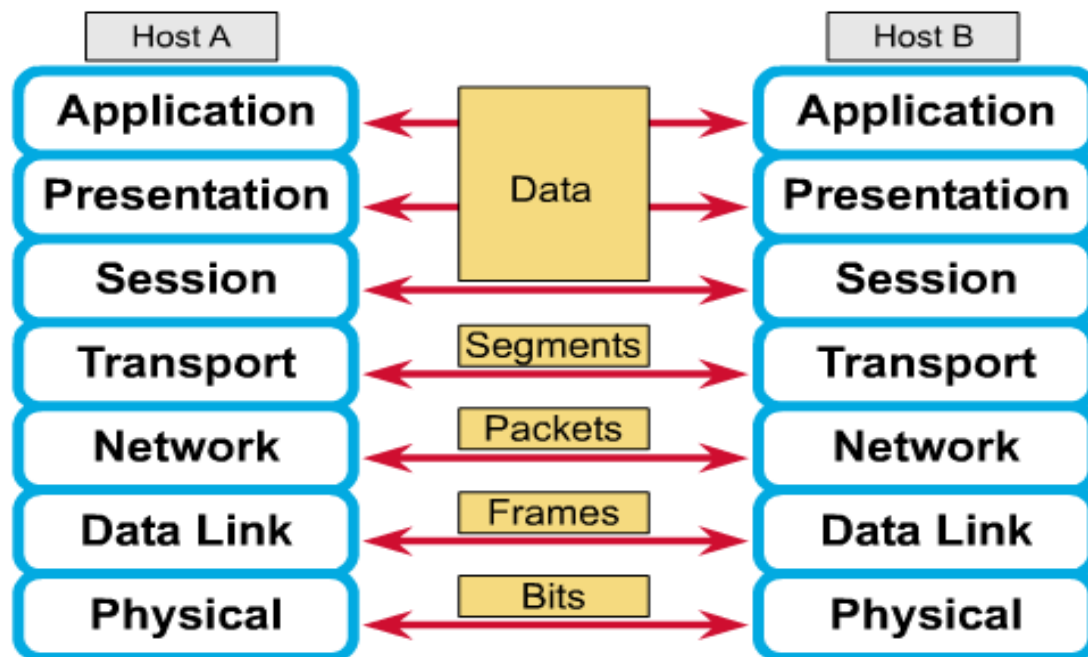 Host A
Host B
Application
Application
Presentation
Data
Presentation
Session
Session
Transport
Segments
Transport
Network
Packets
Network
Data Link
Frames
Data Link
Physical
Bits
Physical